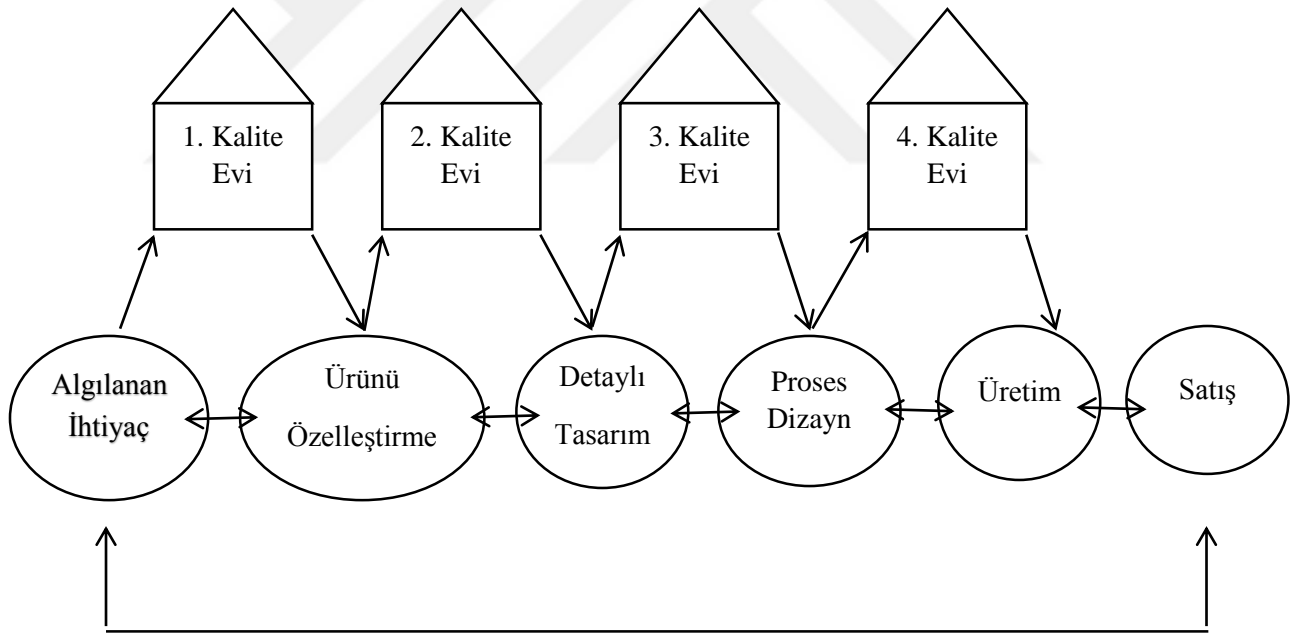 1. Kalite
Evi
2. Kalite
Evi
3. Kalite
Evi
4. Kalite
Evi
Algılanan
İhtiyaç
Ürünü
Özelleştirme
Detaylı
Tasarım
Proses
Dizayn
Üretim
Satış